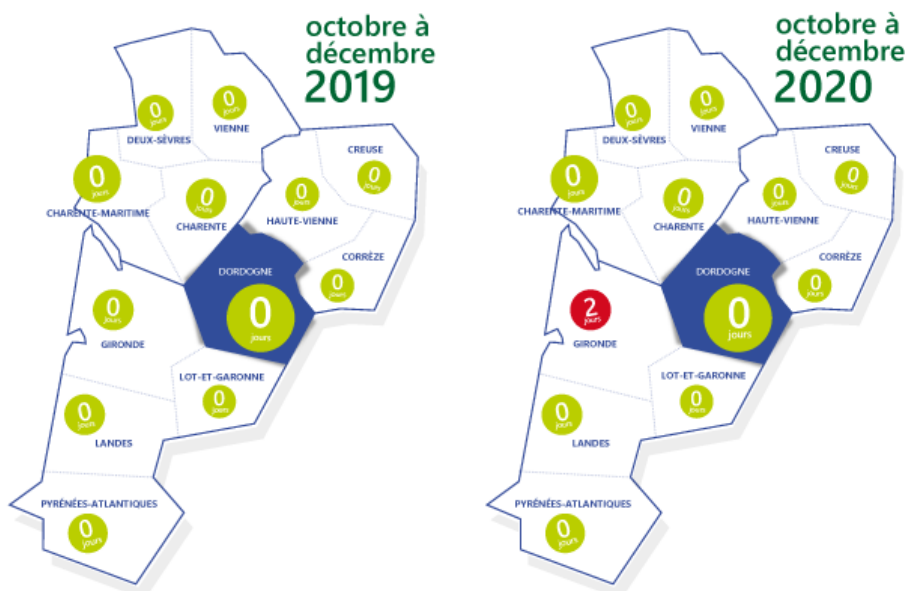 octobre à
décembre
2019
0
jours
DEUX-SÈVRES
0
jours
VIENNE
0
jours
CHARENTE-MARITIME
0
jours
CHARENTE
0
jours
HAUTE-VIENNE
CREUSE
0
jours
CORRÈZE
0
jours
DORDOGNE
0
jours
0
jours
GIRONDE
LOT-ET-GARONNE
0
jours
0
jours
LANDES
PYRÉNÉES-ATLANTIQUES
0
jours
octobre à
décembre
2020
0
jours
DEUX-SÈVRES
0
jours
VIENNE
0
jours
CHARENTE-MARITIME
0
jours
CHARENTE
0
jours
HAUTE-VIENNE
CREUSE
0
jours
CORRÈZE
0
jours
DORDOGNE
0
jours
2
jours
GIRONDE
LOT-ET-GARONNE
0
jours
0
jours
LANDES
PYRÉNÉES-ATLANTIQUES
0
jours